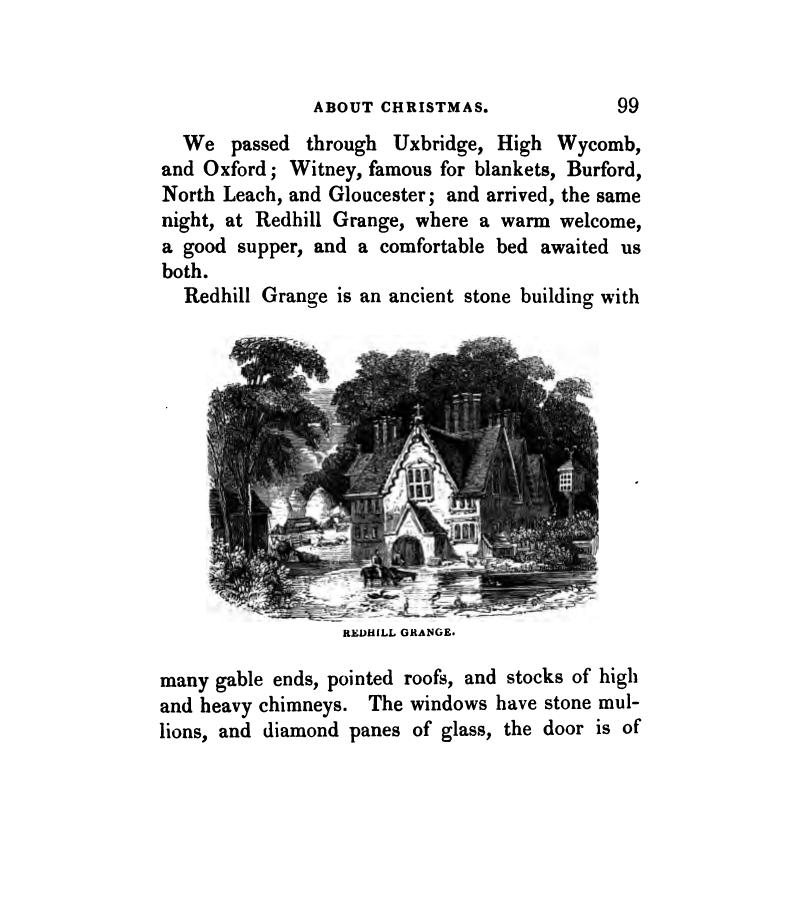 ABOUT CHRISTMAS. 99
We passed through Uxbridge, High Wycomb,
and Oxford; Witney, famous for blankets, Burford,
North Leach, and Gloucester; and arrived, the same
night, at Redhill Grange, where a warm welcome,
a good supper, and a comfortable bed awaited us
both.
Redhill Grange is an ancient stone building with
REDHILL GRANGE.
many gable ends, pointed roofs, and stocks of high
and heavy chimneys. The windows have stone mul-
lions, and diamond panes of glass, the door is of